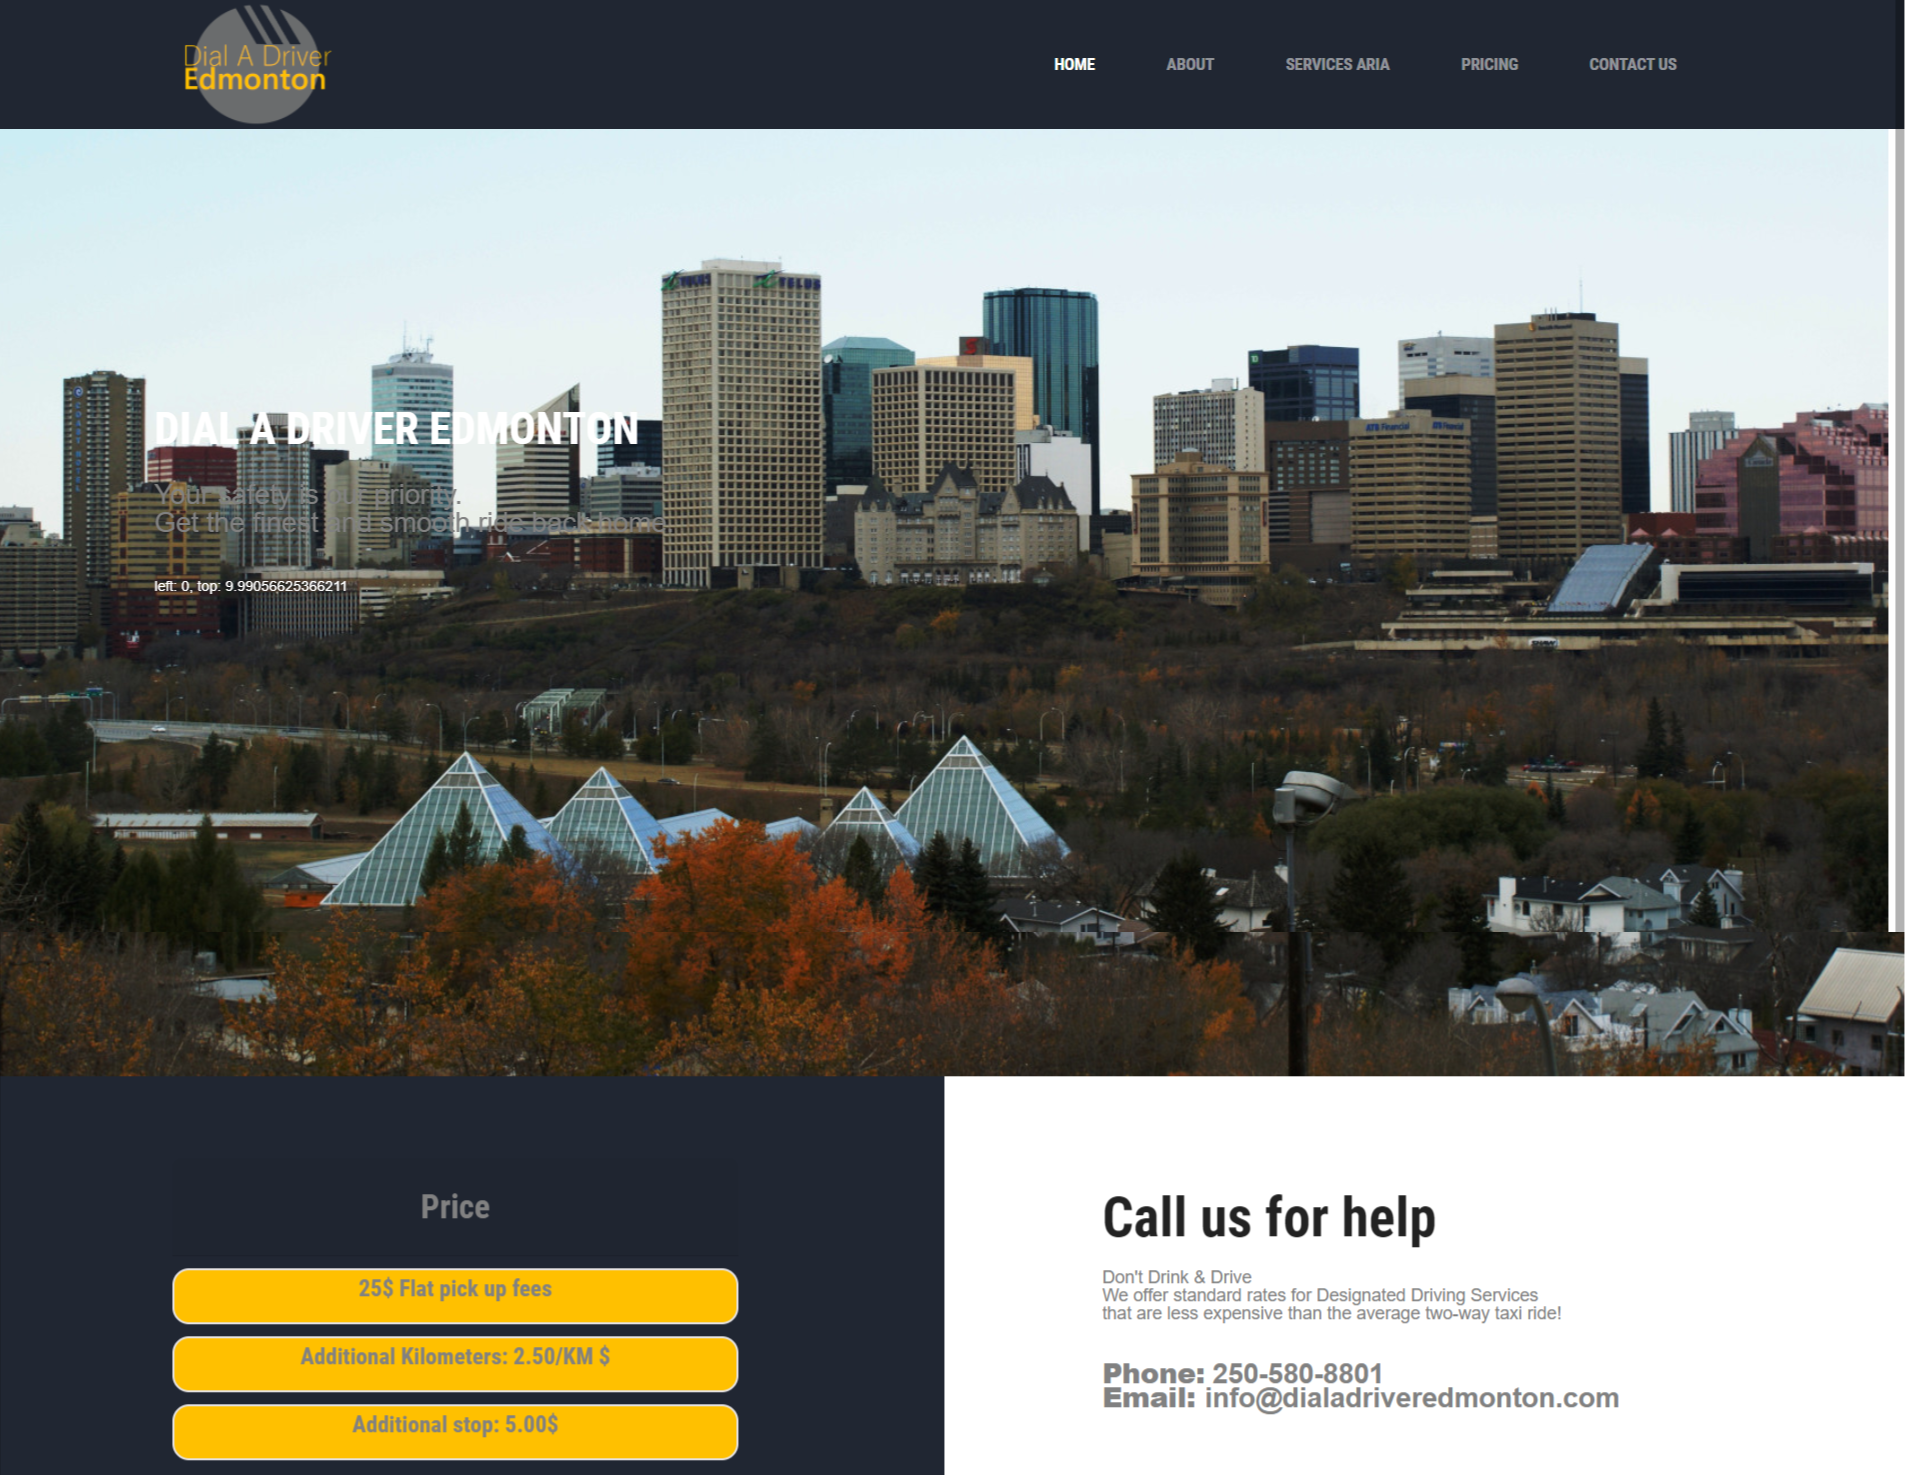 Dial A Driver
Edmonton
HOME
ABOUT
SERVICES ARIA
PRICING
CONTACT US
TELUS
DIAL A DRIVER EDMONTON
Your safety is our priority.
Get the finest and smooth ride back home
left: 0, top: 9.99056625366211
ATB Financial
SHAW
Price
25$ Flat pick up fees
Additional Kilometers: 2.50/KM $
Additional stop: 5.00$
Call us for help
Don't Drink & Drive
We offer standard rates for Designated Driving Services
that are less expensive than the average two-way taxi ride!
Phone: 250-580-8801
Email: info@dialadriveredmonton.com